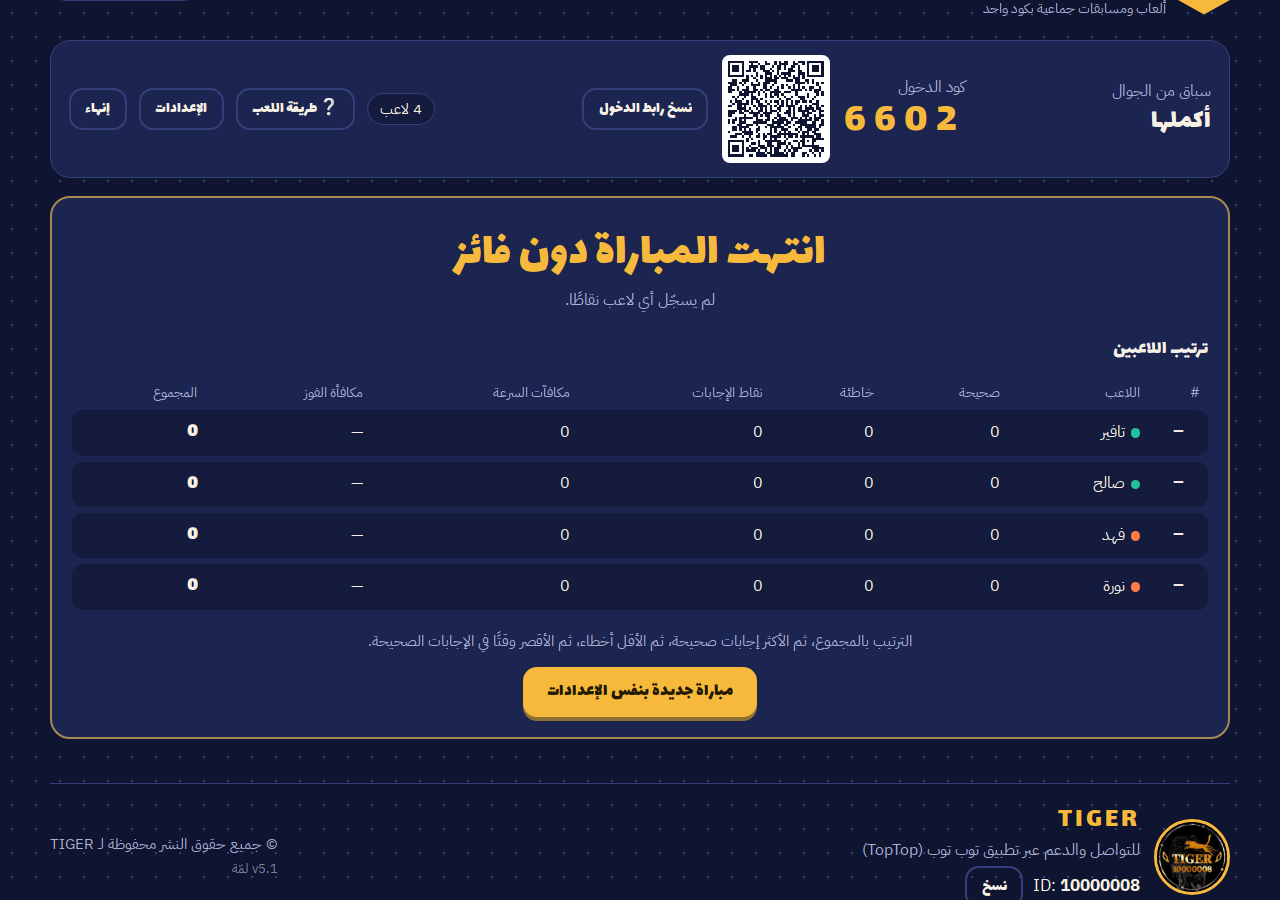 ألعاب ومسابقات جماعية بكود واحد
سباق من الجوال
أكملها
كود الدخول
6602
نسخ رابط الدخول
4 لاعب
? طريقة اللعب
الإعدادات
إنهاء
انتهت المباراة دون فائز
لم يسجّل أي لاعب نقاطًا.
ترتيب اللاعبين
# اللاعب صحيحة خاطئة نقاط الإجابات مكافآت السرعة مكافأة الفوز المجموع
— تافير 0 0 0 0 — 0
— صالح 0 0 0 0 — 0
— فهد 0 0 0 0 — 0
— نورة 0 0 0 0 — 0
الترتيب بالمجموع، ثم الأكثر إجابات صحيحة، ثم الأقل أخطاء، ثم الأقصر وقتًا في الإجابات الصحيحة.
مباراة جديدة بنفس الإعدادات
TIGER
10000008
TIGER
للتواصل والدعم عبر تطبيق توب توب (TopTop)
ID: 10000008
نسخ
© جميع حقوق النشر محفوظة لـ TIGER
لمّة v5.1